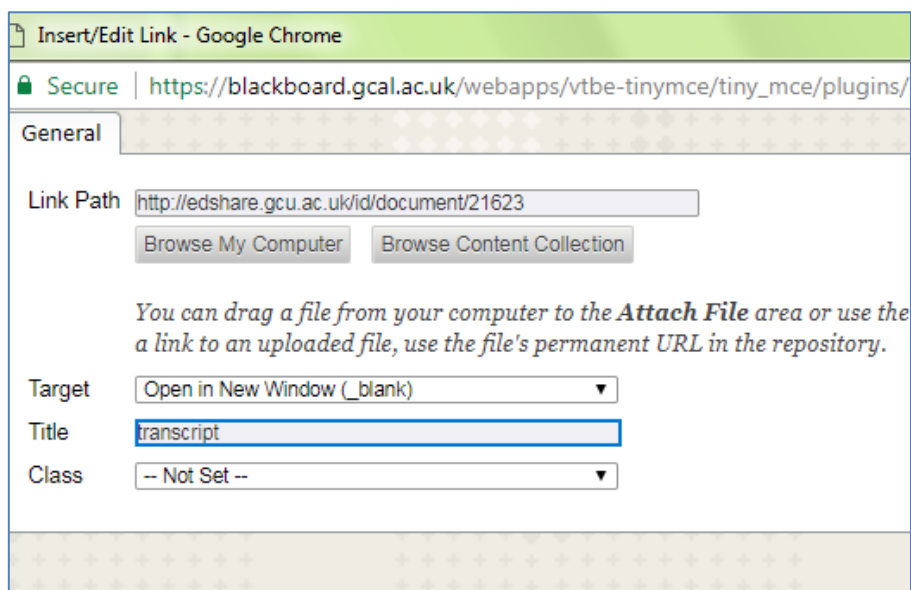 Insert/Edit Link - Google Chrome
Secure | https://blackboard.gcal.ac.uk/webapps/vtbe-tinymce/tiny_mce/plugins/
General
Link Path http://edshare.gcu.ac.uk/id/document/21623
Browse My Computer Browse Content Collection
You can drag a file from your computer to the Attach File area or use the
a link to an uploaded file, use the file's permanent URL in the repository.
Target Open in New Window (_blank)
Title transcript
Class -- Not Set --